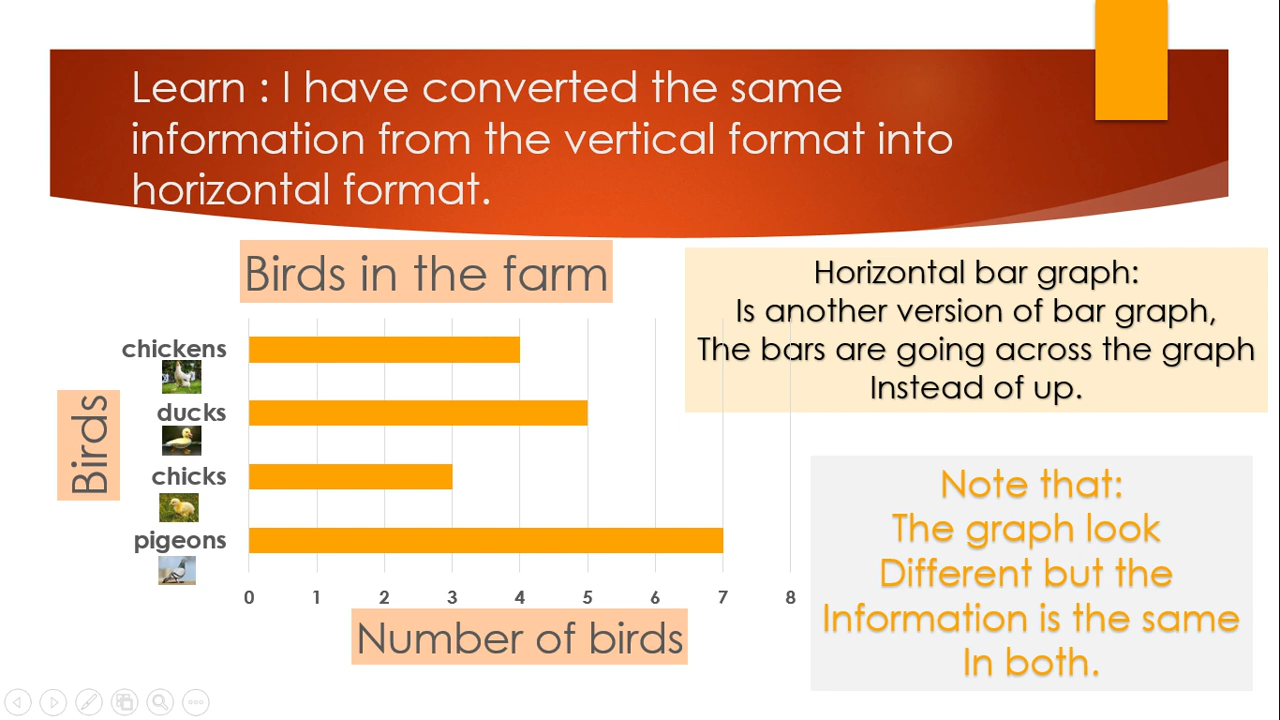 Learn : I have converted the same
information from the vertical format into
horizontal format.
Birds in the farm
Horizontal bar graph:
Is another version of bar graph,
The bars are going across the graph
Instead of up.
Birds
chickens
ducks
chicks
pigeons
0 1 2 3 4 5 6 7 8
Number of birds
Note that:
The graph look
Different but the
Information is the same
In both.